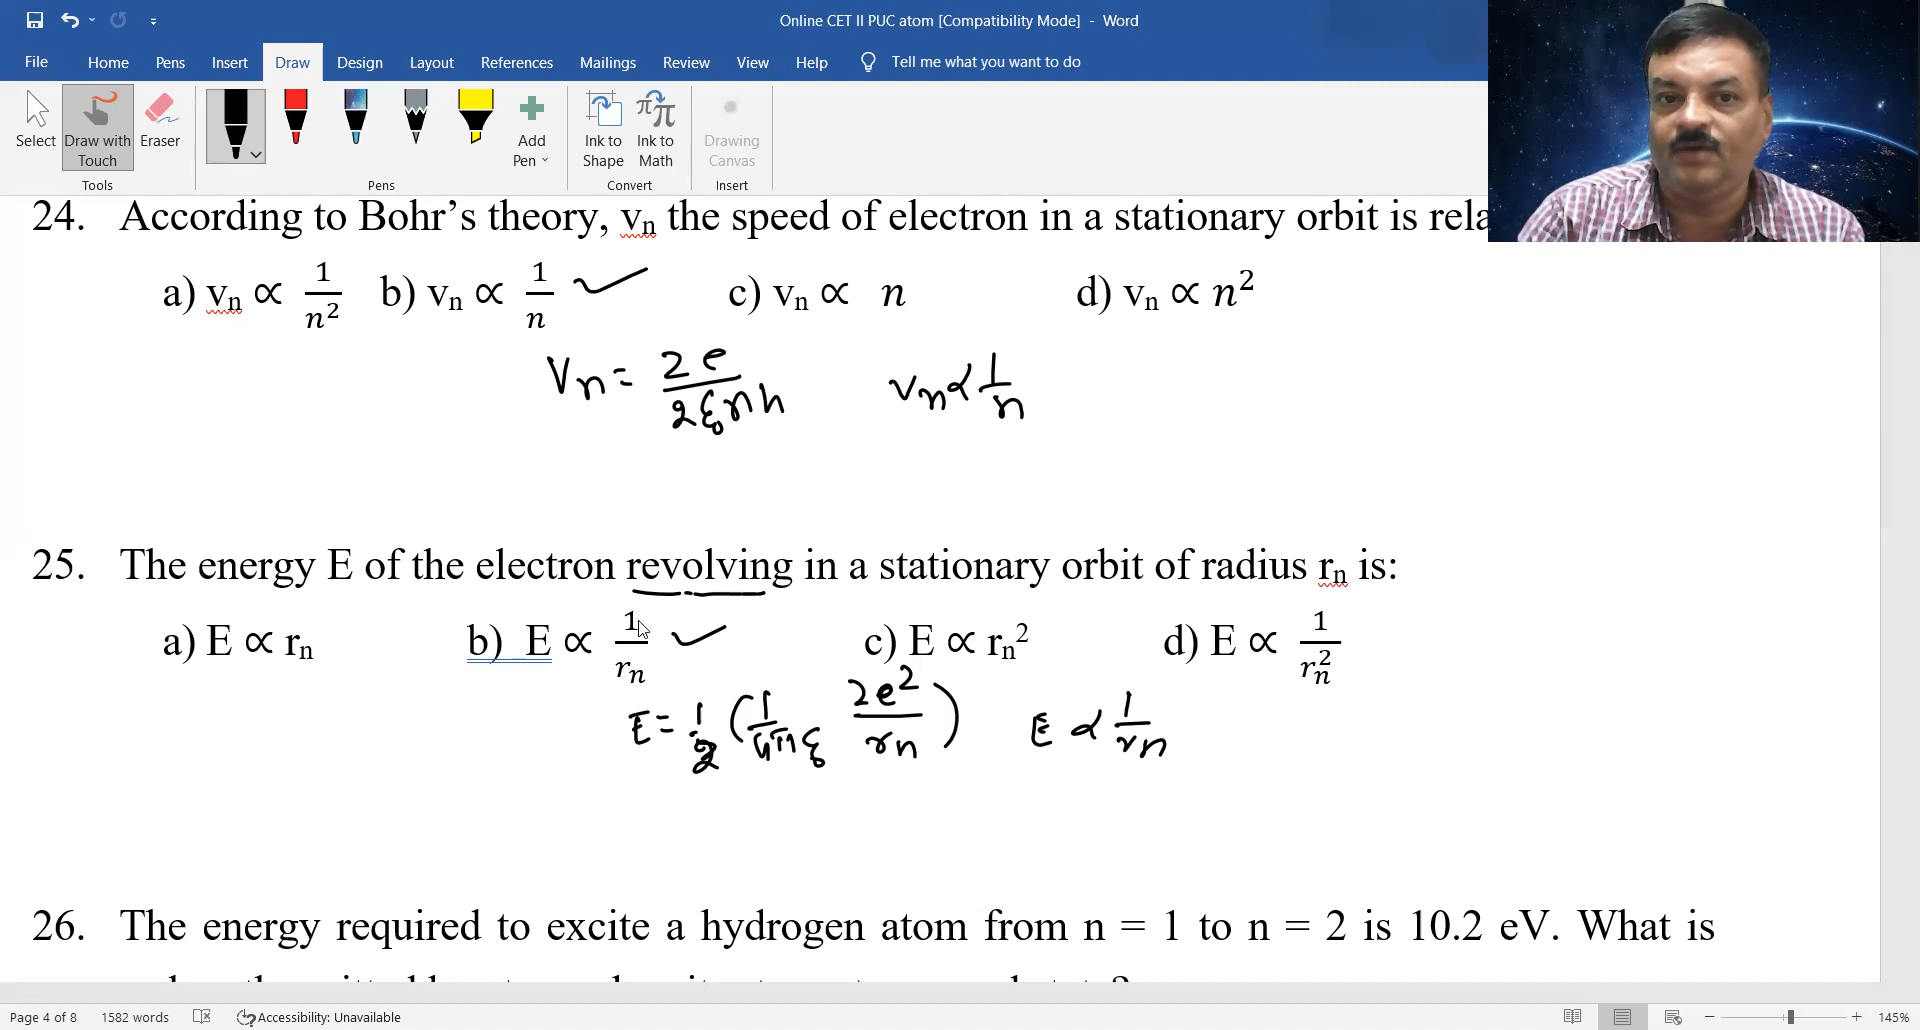 Online CET II PUC atom [Compatibility Mode] - Word
File Home Pens Insert Draw Design Layout References Mailings Review View Help Tell me what you want to do
Select Draw with Touch Eraser Add Pen Ink to Shape Ink to Math Drawing Canvas
Tools Pens Convert Insert
24. According to Bohr's theory, vₙ the speed of electron in a stationary orbit is rela
a) vₙ ∝ 1/n² b) vₙ ∝ 1/n ✓ c) vₙ ∝ n d) vₙ ∝ n²
Vₙ = 2e/2ε₀nh vₙ ∝ 1/n
25. The energy E of the electron revolving in a stationary orbit of radius rₙ is:
a) E ∝ rₙ b) E ∝ 1/rₙ ✓ c) E ∝ rₙ² d) E ∝ 1/rₙ²
E = 1/2 (1/4πε₀ 2e²/rn) E ∝ 1/rn
26. The energy required to excite a hydrogen atom from n = 1 to n = 2 is 10.2 eV. What is
Page 4 of 8 1582 words Accessibility: Unavailable 145%